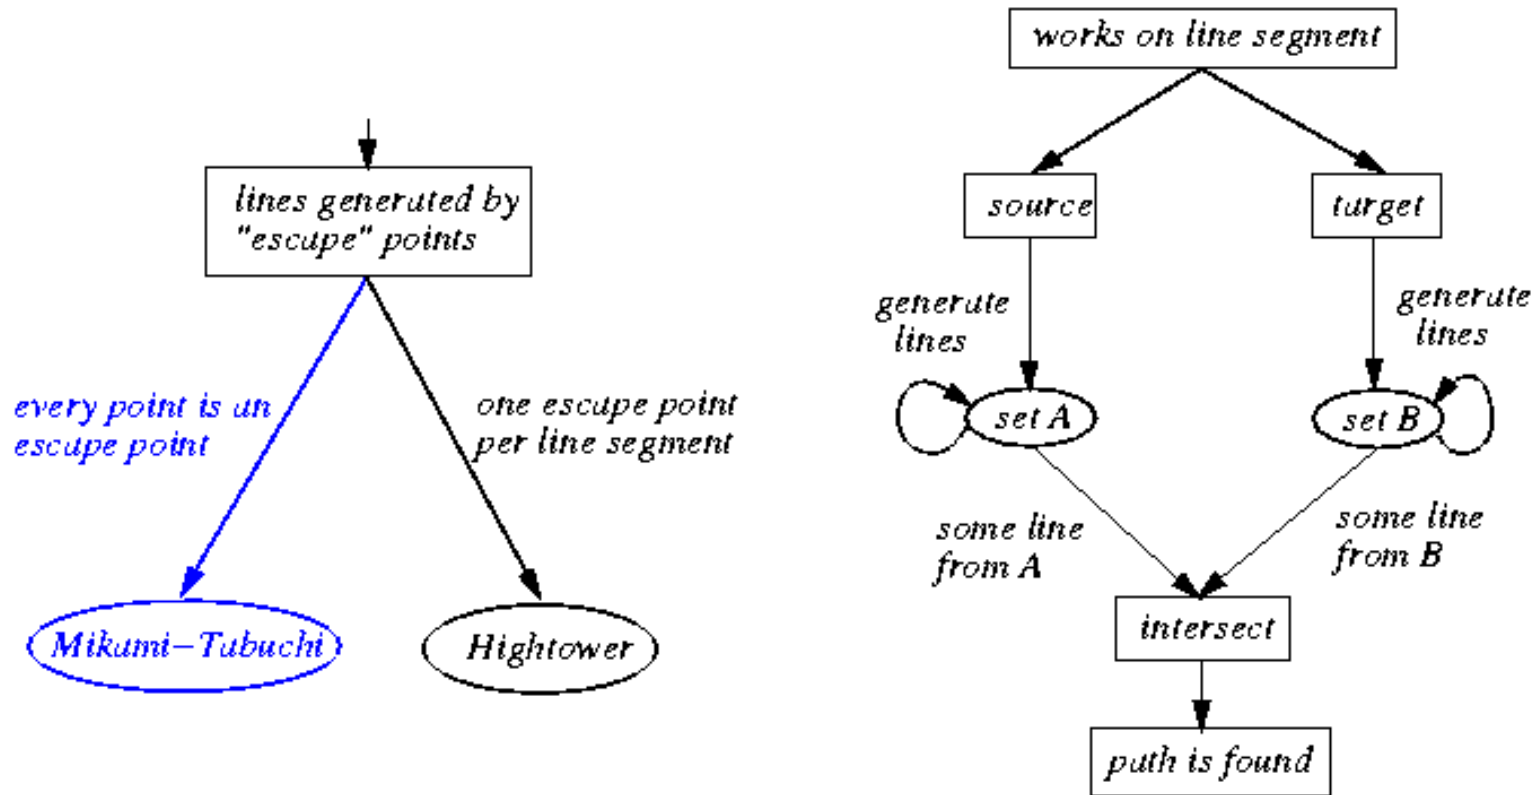 lines generated by
"escape" points
every point is an
escape point
one escape point
per line segment
Mikami-Tabuchi
Hightower
works on line segment
source
target
generate
lines
generate
lines
set A
set B
some line
from A
some line
from B
intersect
path is found